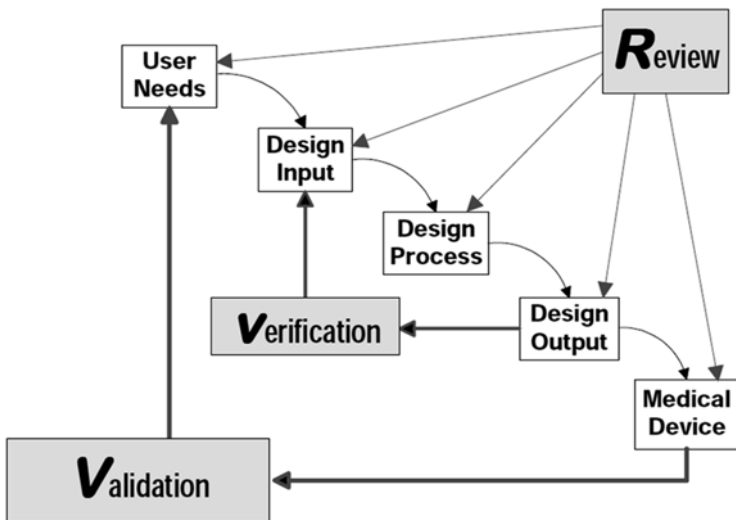 User
Needs
Review
Design
Input
Design
Process
Verification
Design
Output
Medical
Device
Validation